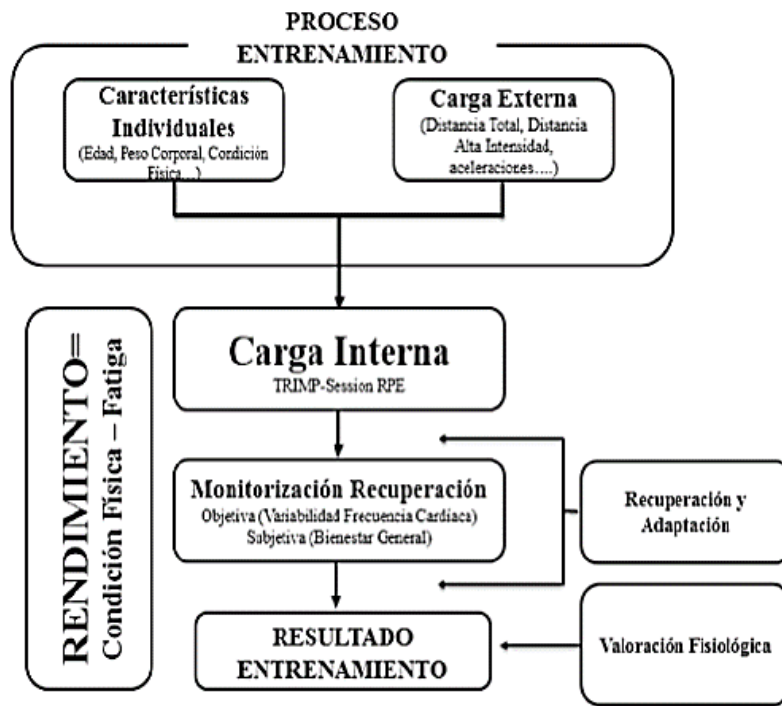 PROCESO
ENTRENAMIENTO
Características
Individuales
(Edad, Peso Corporal, Condición
Física...)
Carga Externa
(Distancia Total, Distancia
Alta Intensidad,
aceleraciones....)
RENDIMIENTO=
Condición Física – Fatiga
Carga Interna
TRIMP-Session RPE
Monitorización Recuperación
Objetiva (Variabilidad Frecuencia Cardíaca)
Subjetiva (Bienestar General)
Recuperación y
Adaptación
RESULTADO
ENTRENAMIENTO
Valoración Fisiológica